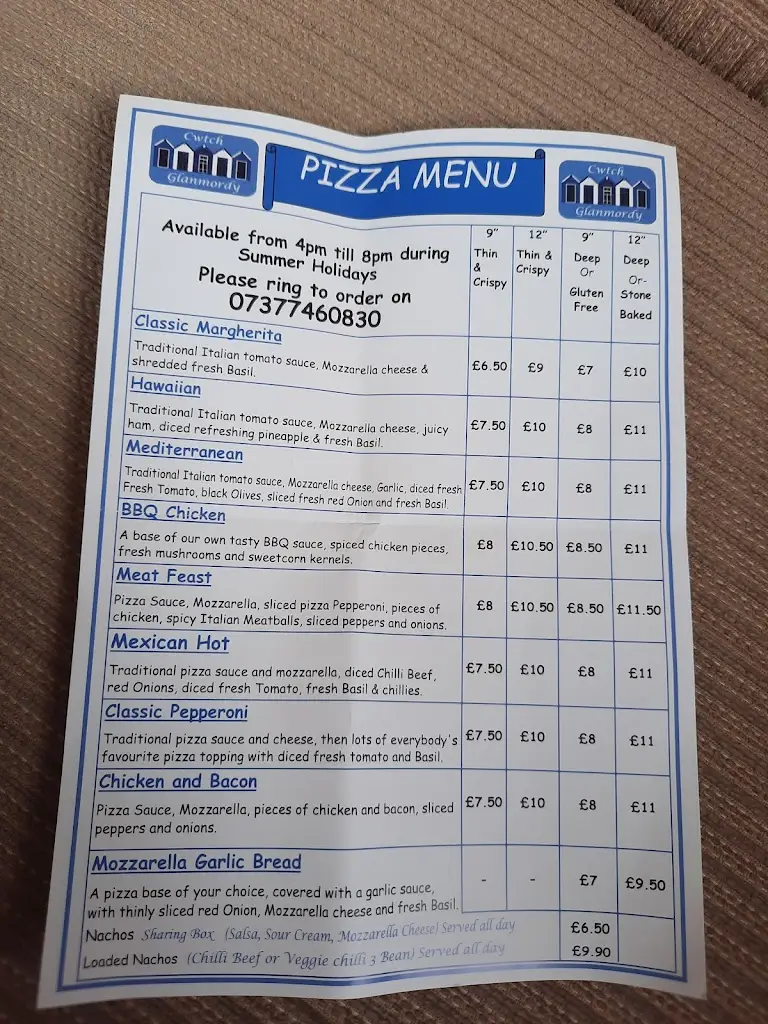 Cwtch
Glanmordy
PIZZA MENU
Cwtch
Glanmordy
Available from 4pm till 8pm during
Summer Holidays
Please ring to order on
07377460830
9"
Thin
&
Crispy
12"
Thin &
Crispy
9"
Deep
Or
Gluten
Free
12"
Deep
Or-
Stone
Baked
Classic Margherita
Traditional Italian tomato sauce, Mozzarella cheese &
shredded fresh Basil.
£6.50 £9 £7 £10
Hawaiian
Traditional Italian tomato sauce, Mozzarella cheese, juicy
ham, diced refreshing pineapple & fresh Basil.
£7.50 £10 £8 £11
Mediterranean
Traditional Italian tomato sauce, Mozzarella cheese, Garlic, diced fresh
Fresh Tomato, black Olives, sliced fresh red Onion and fresh Basil.
£7.50 £10 £8 £11
BBQ Chicken
A base of our own tasty BBQ sauce, spiced chicken pieces,
fresh mushrooms and sweetcorn kernels.
£8 £10.50 £8.50 £11
Meat Feast
Pizza Sauce, Mozzarella, sliced pizza Pepperoni, pieces of
chicken, spicy Italian Meatballs, sliced peppers and onions.
£8 £10.50 £8.50 £11.50
Mexican Hot
Traditional pizza sauce and mozzarella, diced Chilli Beef,
red Onions, diced fresh Tomato, fresh Basil & chillies.
£7.50 £10 £8 £11
Classic Pepperoni
Traditional pizza sauce and cheese, then lots of everybody's
favourite pizza topping with diced fresh tomato and Basil.
£7.50 £10 £8 £11
Chicken and Bacon
Pizza Sauce, Mozzarella, pieces of chicken and bacon, sliced
peppers and onions.
£7.50 £10 £8 £11
Mozzarella Garlic Bread
A pizza base of your choice, covered with a garlic sauce,
with thinly sliced red Onion, Mozzarella cheese and fresh Basil.
- - £7 £9.50
Nachos Sharing Box (Salsa, Sour Cream, Mozzarella Cheese) Served all day £6.50
Loaded Nachos (Chilli Beef or Veggie chilli 3 Bean) Served all day £9.90